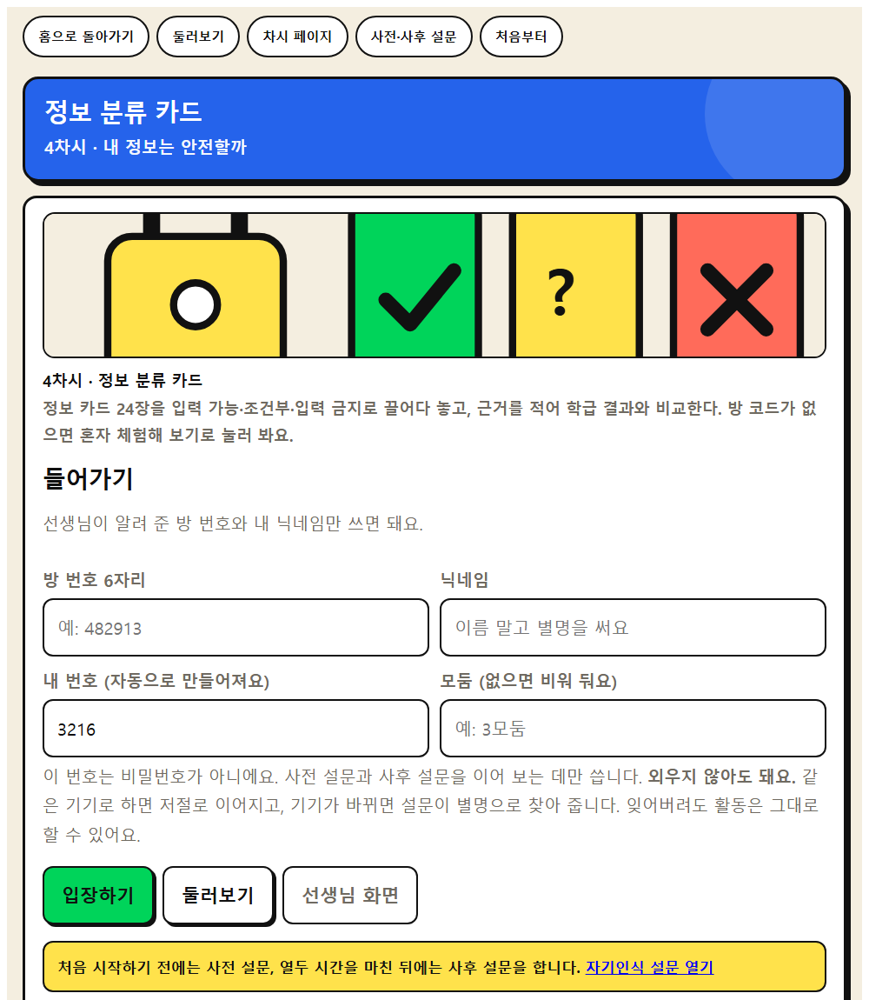 홈으로 돌아가기
둘러보기
차시 페이지
사전·사후 설문
처음부터
정보 분류 카드
4차시 · 내 정보는 안전할까
?
4차시 · 정보 분류 카드
정보 카드 24장을 입력 가능·조건부·입력 금지로 끌어다 놓고, 근거를 적어 학급 결과와 비교한다. 방 코드가 없
으면 혼자 체험해 보기로 눌러 봐요.
들어가기
선생님이 알려 준 방 번호와 내 닉네임만 쓰면 돼요.
방 번호 6자리
닉네임
예: 482913
이름 말고 별명을 써요
내 번호 (자동으로 만들어져요)
모둠 (없으면 비워 둬요)
3216
예: 3모둠
이 번호는 비밀번호가 아니에요. 사전 설문과 사후 설문을 이어 보는 데만 씁니다. 외우지 않아도 돼요. 같
은 기기로 하면 저절로 이어지고, 기기가 바뀌면 설문이 별명으로 찾아 줍니다. 잊어버려도 활동은 그대로
할 수 있어요.
입장하기
둘러보기
선생님 화면
처음 시작하기 전에는 사전 설문, 열두 시간을 마친 뒤에는 사후 설문을 합니다. 자기인식 설문 열기